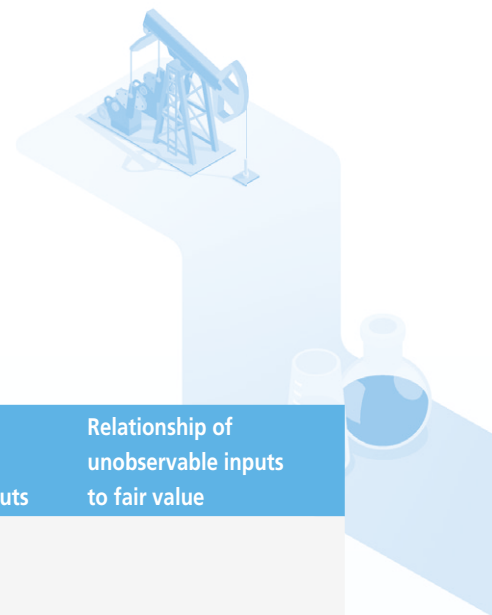 Relationship of
unobservable inputs
uts to fair value